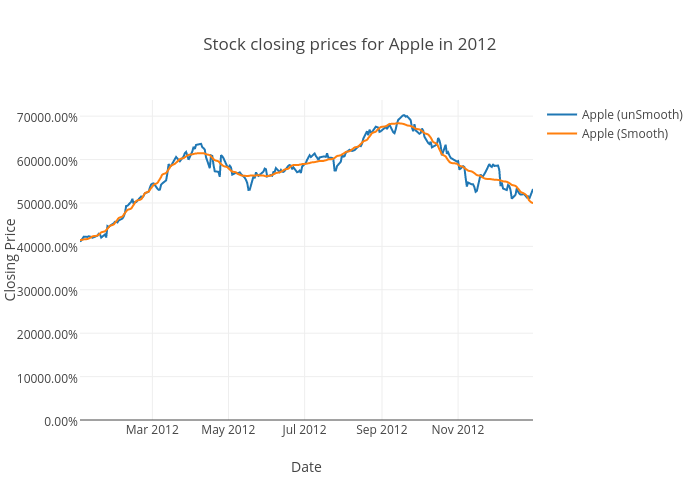 Stock closing prices for Apple in 2012
Apple (unSmooth)
Apple (Smooth)
Closing Price
70000.00%
60000.00%
50000.00%
40000.00%
30000.00%
20000.00%
10000.00%
0.00%
Mar 2012 May 2012 Jul 2012 Sep 2012 Nov 2012
Date